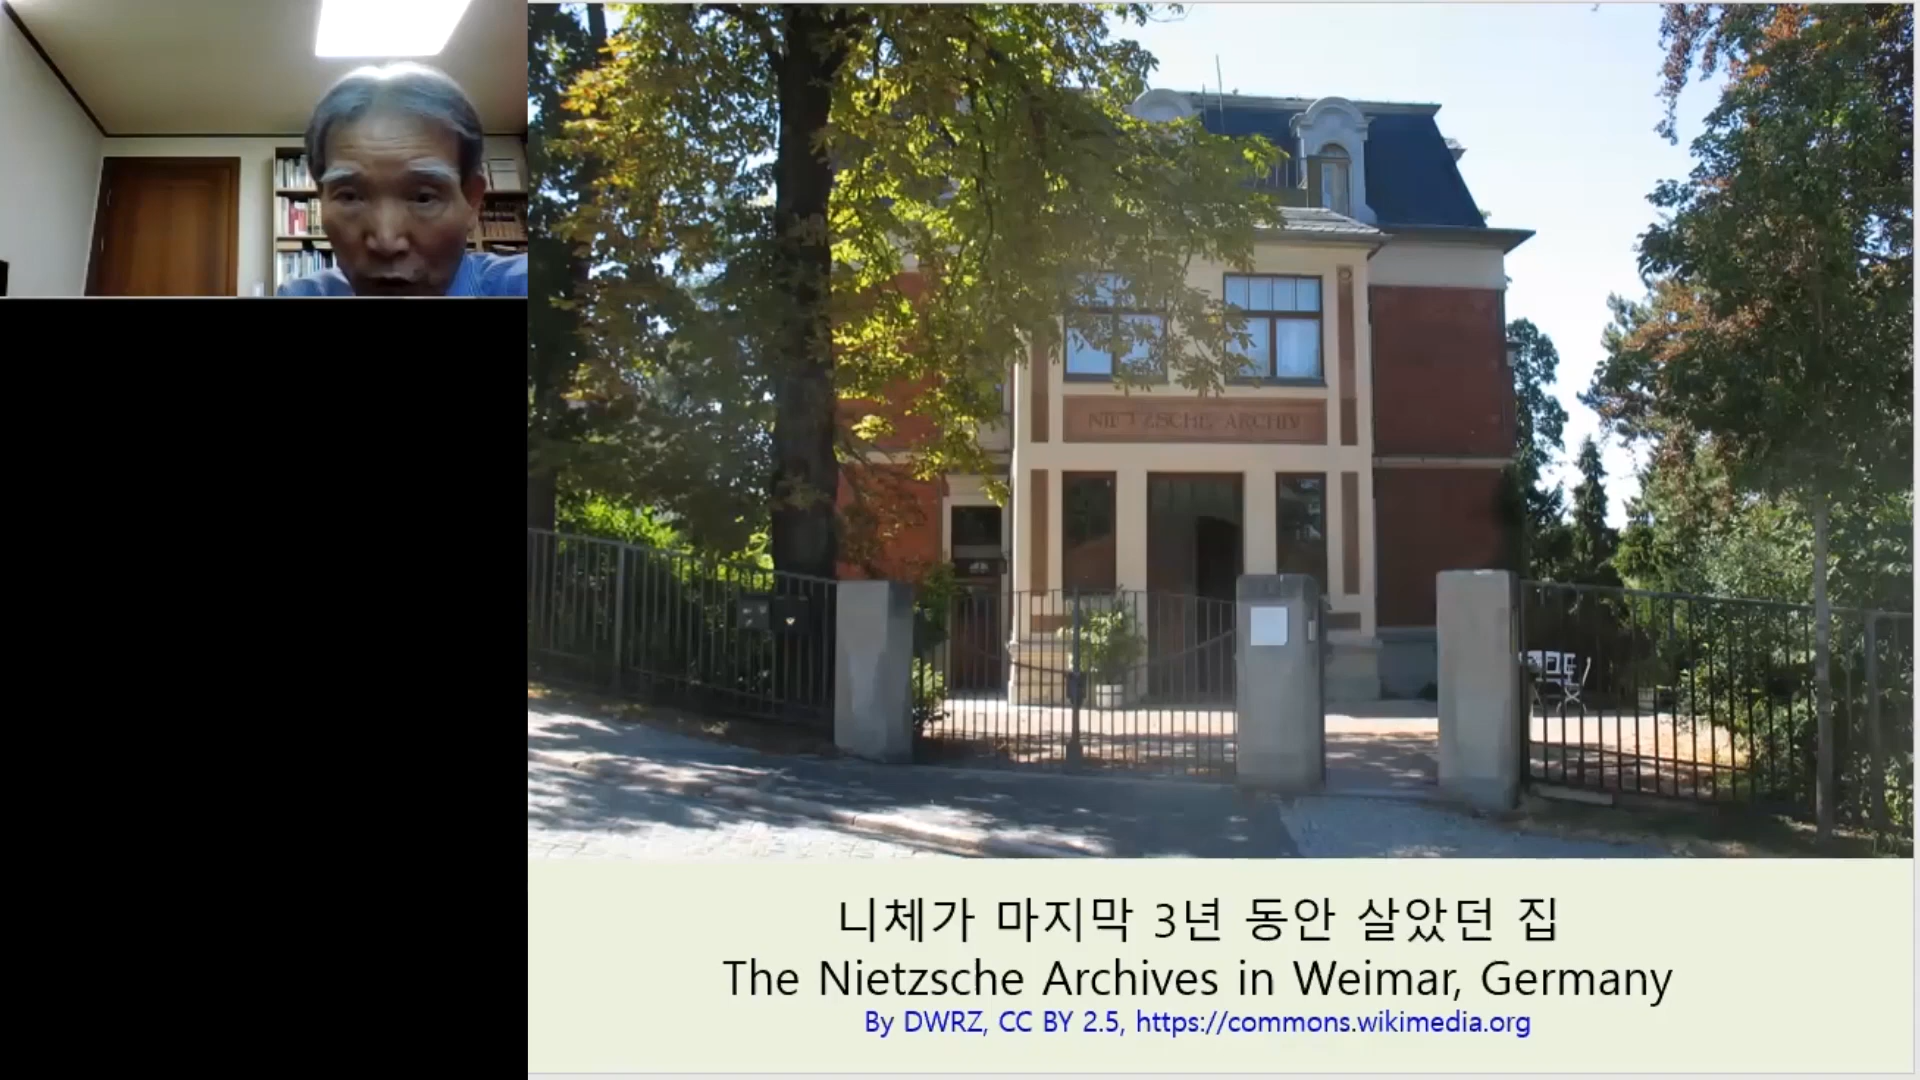 NIETZSCHE-ARCHIV
니체가 마지막 3년 동안 살았던 집
The Nietzsche Archives in Weimar, Germany
By DWRZ, CC BY 2.5, https://commons.wikimedia.org